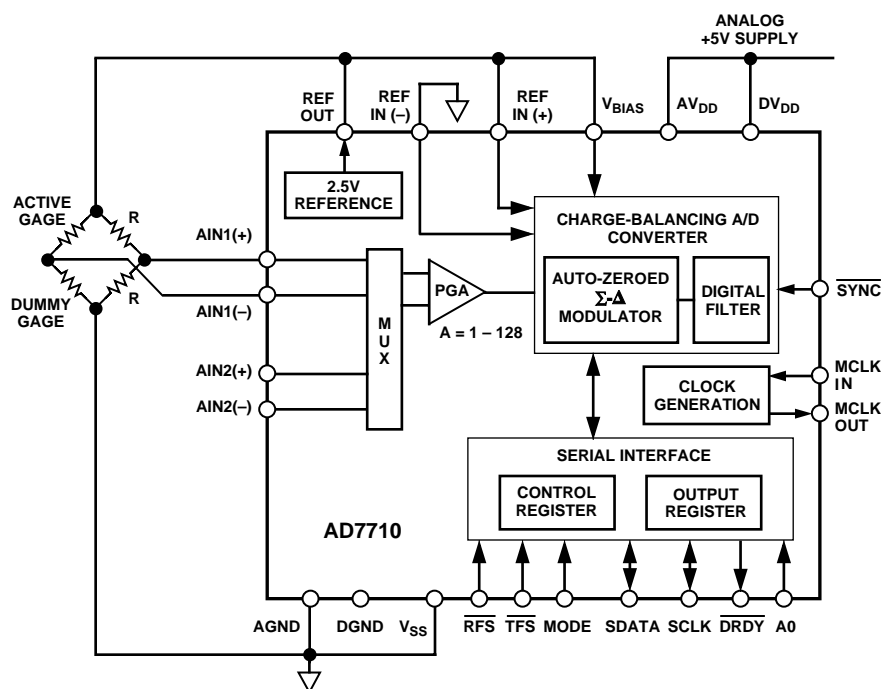 ANALOG
+5V SUPPLY
REF
OUT
REF
IN (–)
REF
IN (+)
VBIAS
AVDD
DVDD
2.5V
REFERENCE
ACTIVE
GAGE
R
DUMMY
GAGE
R
AIN1(+)
AIN1(–)
AIN2(+)
AIN2(–)
MUX
PGA
A = 1 – 128
CHARGE-BALANCING A/D
CONVERTER
AUTO-ZEROED
Σ-Δ
MODULATOR
DIGITAL
FILTER
SYNC
CLOCK
GENERATION
MCLK
IN
MCLK
OUT
SERIAL INTERFACE
CONTROL
REGISTER
OUTPUT
REGISTER
AD7710
AGND
DGND
VSS
RFS
TFS
MODE
SDATA
SCLK
DRDY
A0